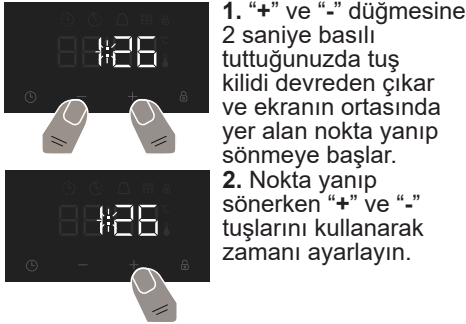 1:26
1. “+” ve “-” düğmesine
2 saniye basılı
tuttuğunuzda tuş
kilidi devreden çıkar
ve ekranın ortasında
yer alan nokta yanıp
sönmeye başlar.
1:26
2. Nokta yanıp
sönerken “+” ve “-”
tuşlarını kullanarak
zamanı ayarlayın.